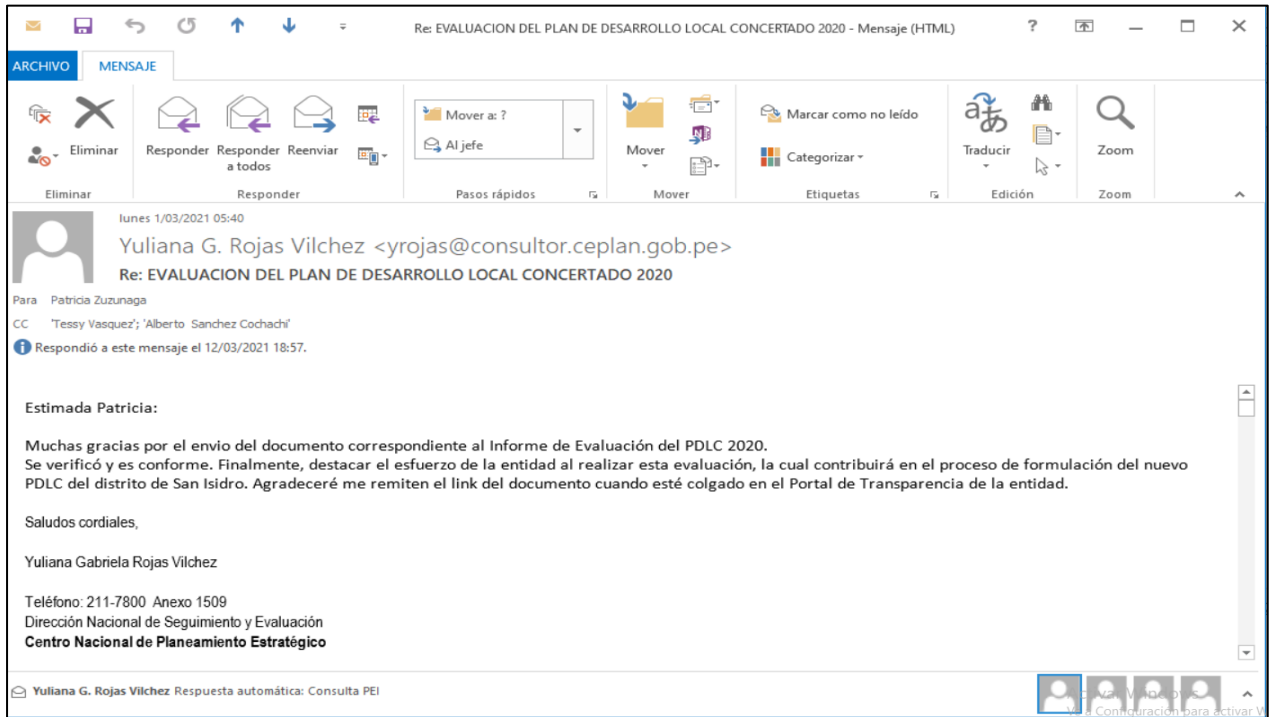 Re: EVALUACION DEL PLAN DE DESARROLLO LOCAL CONCERTADO 2020 - Mensaje (HTML)
ARCHIVO MENSAJE
Mover a: ?
Al jefe
Eliminar
Responder Responder a todos Reenviar
Mover
Marcar como no leído
Categorizar
Traducir
Zoom
Eliminar Responder Pasos rápidos Mover Etiquetas Edición Zoom
lunes 1/03/2021 05:40
Yuliana G. Rojas Vilchez <yrojas@consultor.ceplan.gob.pe>
Re: EVALUACION DEL PLAN DE DESARROLLO LOCAL CONCERTADO 2020
Para Patricia Zuzunaga
CC 'Tessy Vasquez'; 'Alberto Sanchez Cochachi'
Respondió a este mensaje el 12/03/2021 18:57.
Estimada Patricia:
Muchas gracias por el envio del documento correspondiente al Informe de Evaluación del PDLC 2020.
Se verificó y es conforme. Finalmente, destacar el esfuerzo de la entidad al realizar esta evaluación, la cual contribuirá en el proceso de formulación del nuevo
PDLC del distrito de San Isidro. Agradeceré me remiten el link del documento cuando esté colgado en el Portal de Transparencia de la entidad.
Saludos cordiales,
Yuliana Gabriela Rojas Vilchez
Teléfono: 211-7800 Anexo 1509
Dirección Nacional de Seguimiento y Evaluación
Centro Nacional de Planeamiento Estratégico
Yuliana G. Rojas Vilchez Respuesta automática: Consulta PEI